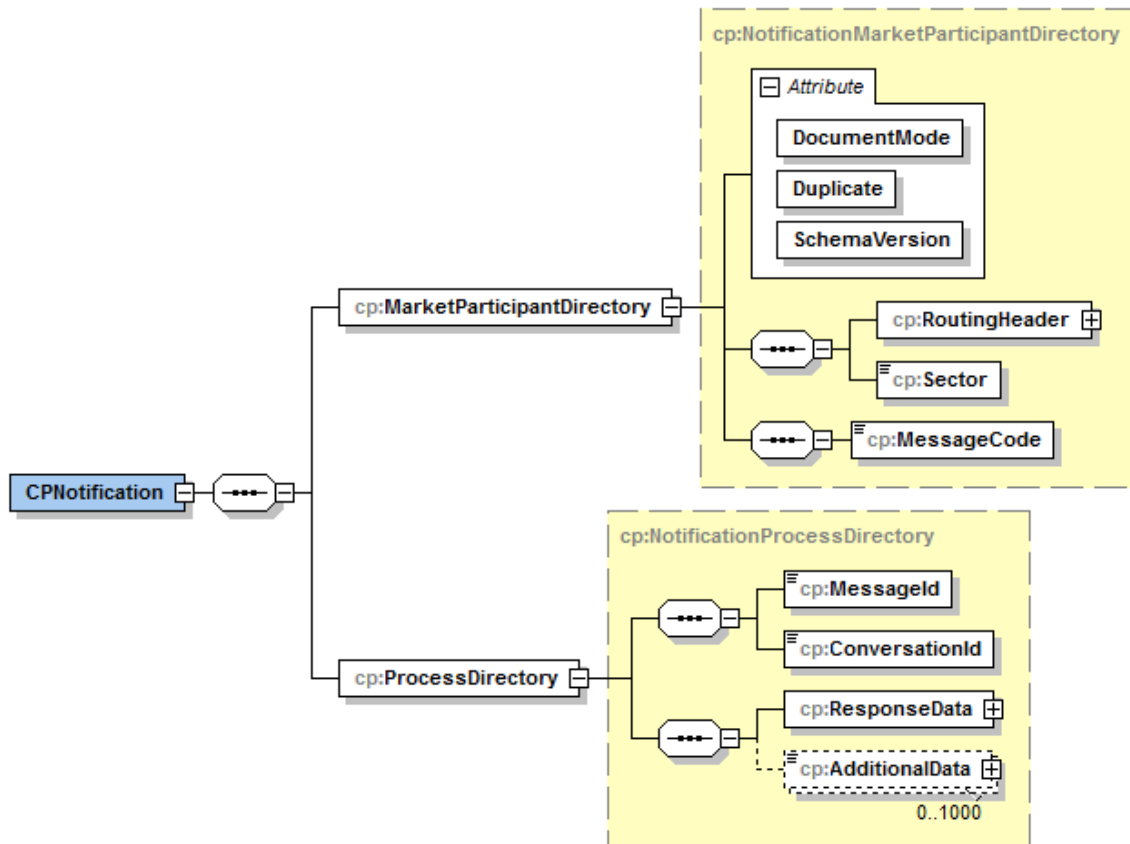 cp:NotificationMarketParticipantDirectory
Attribute
DocumentMode
Duplicate
SchemaVersion
cp:MarketParticipantDirectory
cp:RoutingHeader
cp:Sector
cp:MessageCode
CPNotification
cp:NotificationProcessDirectory
cp:MessageId
cp:ConversationId
cp:ProcessDirectory
cp:ResponseData
cp:AdditionalData
0..1000